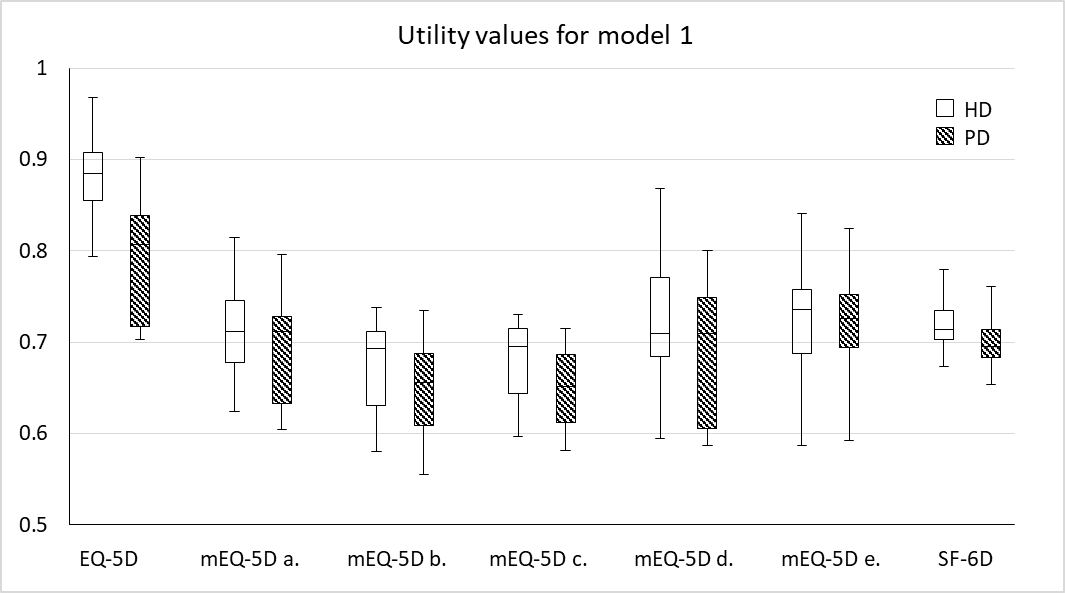 Utility values for model 1
1
0.9
0.8
0.7
0.6
0.5
HD
PD
EQ-5D
mEQ-5D a.
mEQ-5D b.
mEQ-5D c.
mEQ-5D d.
mEQ-5D e.
SF-6D